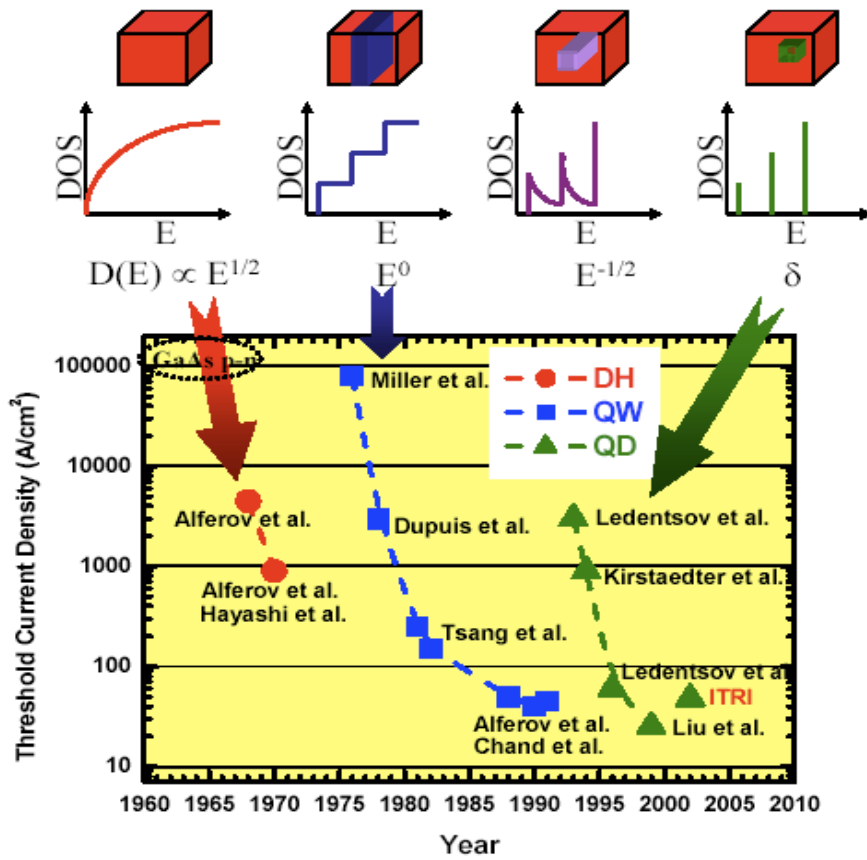 DOS
DOS
DOS
DOS
E
E
E
E
D(E) ∝ E^1/2
E^0
E^-1/2
δ
GaAs p-n
Threshold Current Density (A/cm²)
100000
10000
1000
100
10
DH
QW
QD
Miller et al.
Alferov et al.
Dupuis et al.
Ledentsov et al.
Alferov et al.
Hayashi et al.
Kirstaedter et al.
Tsang et al.
Ledentsov et al
Alferov et al.
Chand et al.
Liu et al.
ITRI
1960 1965 1970 1975 1980 1985 1990 1995 2000 2005 2010
Year